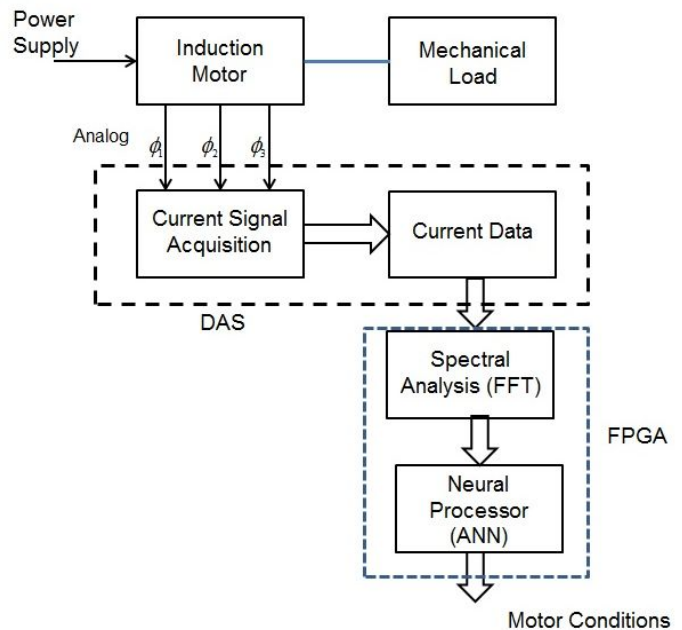 Power
Supply
Induction
Motor
Mechanical
Load
Analog
ϕ₁
ϕ₂
ϕ₃
Current Signal
Acquisition
Current Data
DAS
Spectral
Analysis (FFT)
FPGA
Neural
Processor
(ANN)
Motor Conditions